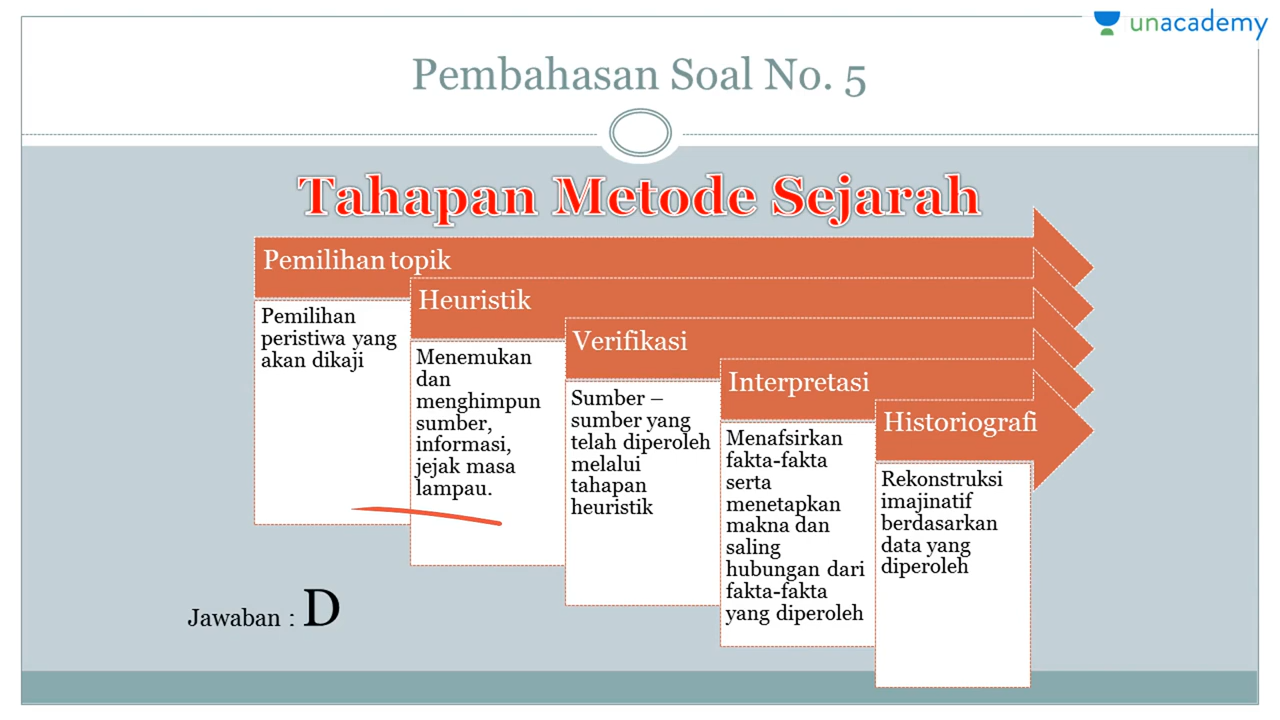 unacademy
Pembahasan Soal No. 5
Tahapan Metode Sejarah
Pemilihan topik
Pemilihan
peristiwa yang
akan dikaji
Heuristik
Menemukan
dan
menghimpun
sumber,
informasi,
jejak masa
lampau.
Verifikasi
Sumber –
sumber yang
telah diperoleh
melalui
tahapan
heuristik
Interpretasi
Menafsirkan
fakta-fakta
serta
menetapkan
makna dan
saling
hubungan dari
fakta-fakta
yang diperoleh
Historiografi
Rekonstruksi
imajinatif
berdasarkan
data yang
diperoleh
Jawaban : D